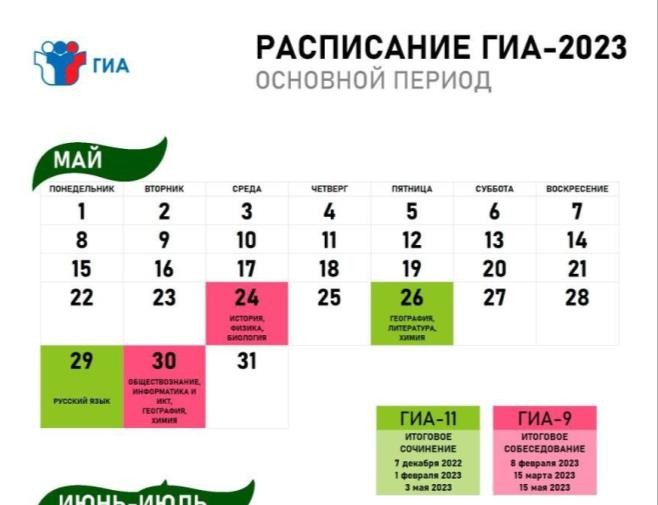 ГИА
РАСПИСАНИЕ ГИА-2023
ОСНОВНОЙ ПЕРИОД
МАЙ
ПОНЕДЕЛЬНИК ВТОРНИК СРЕДА ЧЕТВЕРГ ПЯТНИЦА СУББОТА ВОСКРЕСЕНИЕ
1 2 3 4 5 6 7
8 9 10 11 12 13 14
15 16 17 18 19 20 21
22 23 24 25 26 27 28
ИСТОРИЯ,
ФИЗИКА,
БИОЛОГИЯ
ГЕОГРАФИЯ,
ЛИТЕРАТУРА,
ХИМИЯ
29 30 31
РУССКИЙ ЯЗЫК
ОБЩЕСТВОЗНАНИЕ,
ИНФОРМАТИКА И
ИКТ,
ГЕОГРАФИЯ,
ХИМИЯ
ГИА-11
ИТОГОВОЕ
СОЧИНЕНИЕ
7 декабря 2022
1 февраля 2023
3 мая 2023
ГИА-9
ИТОГОВОЕ
СОБЕСЕДОВАНИЕ
8 февраля 2023
15 марта 2023
15 мая 2023
ИЮНЬ-ИЮЛЬ